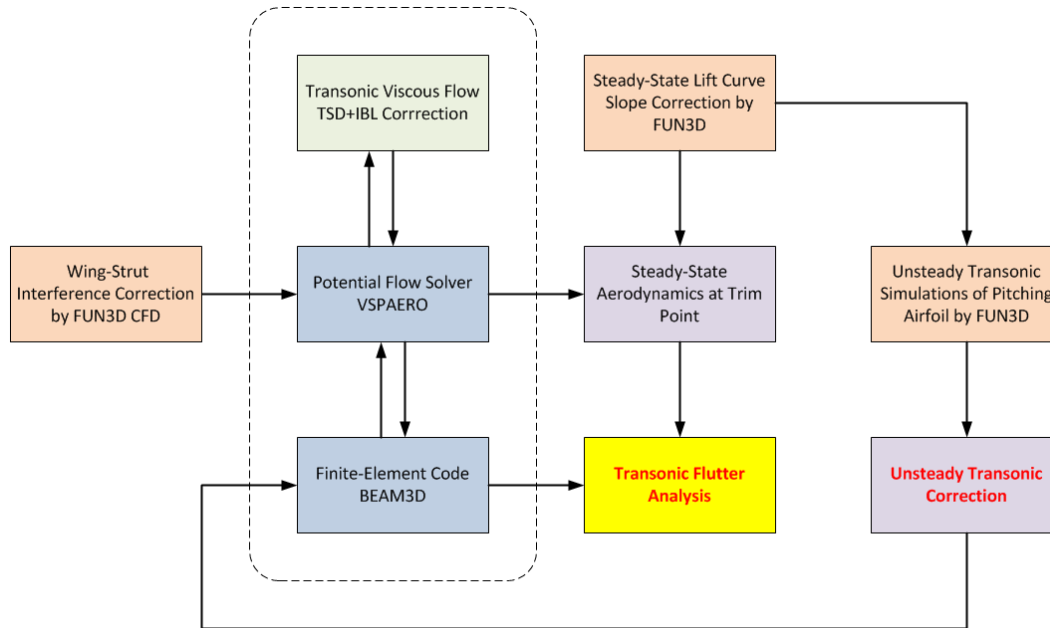 Transonic Viscous Flow
TSD+IBL Corrrection
Steady-State Lift Curve
Slope Correction by
FUN3D
Wing-Strut
Interference Correction
by FUN3D CFD
Potential Flow Solver
VSPAERO
Steady-State
Aerodynamics at Trim
Point
Unsteady Transonic
Simulations of Pitching
Airfoil by FUN3D
Finite-Element Code
BEAM3D
Transonic Flutter
Analysis
Unsteady Transonic
Correction